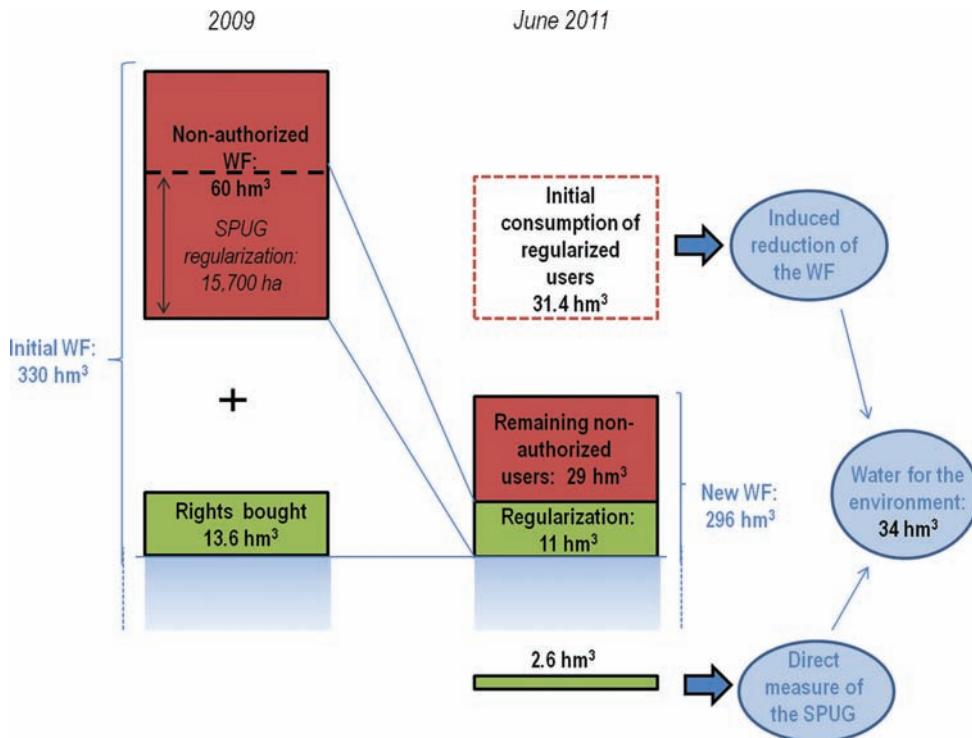 2009
June 2011
Non-authorized
WF:
60 hm³
SPUG
regularization:
15,700 ha
Initial WF:
330 hm³
+
Rights bought
13.6 hm³
Initial
consumption of
regularized
users
31.4 hm³
Induced
reduction of
the WF
Remaining non-
authorized
users: 29 hm³
Regularization:
11 hm³
New WF:
296 hm³
Water for the
environment:
34 hm³
2.6 hm³
Direct
measure of
the SPUG